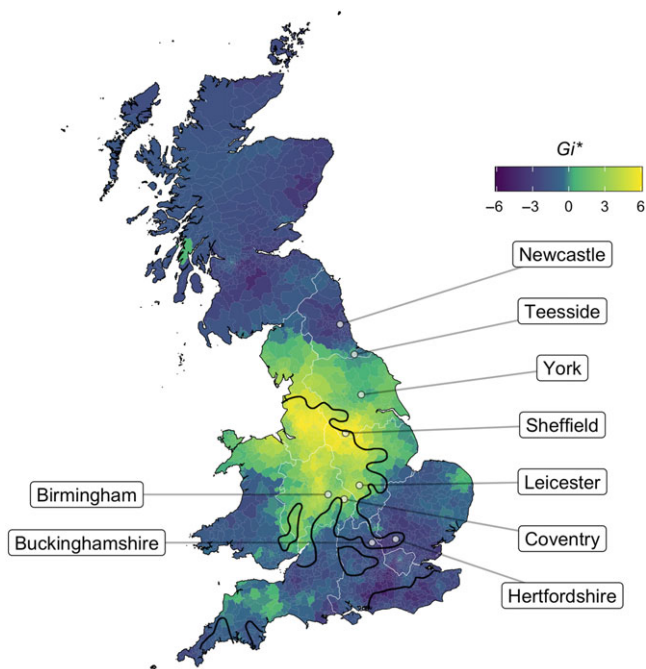 Gi*
−6 −3 0 3 6
Newcastle
Teesside
York
Sheffield
Leicester
Birmingham
Coventry
Buckinghamshire
Hertfordshire